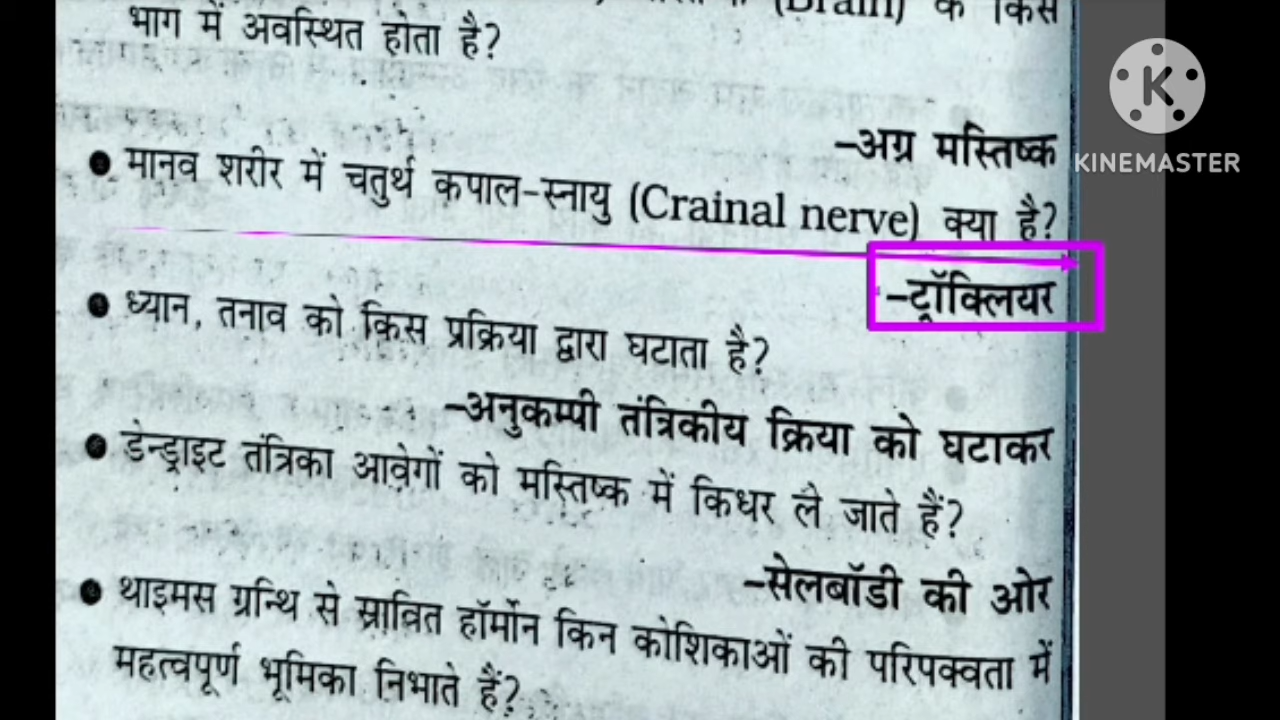 (Brain) के किस
भाग में अवस्थित होता है?
–अग्र मस्तिष्क
● मानव शरीर में चतुर्थ कपाल-स्नायु (Crainal nerve) क्या है?
–ट्रॉक्लियर
● ध्यान, तनाव को किस प्रक्रिया द्वारा घटाता है?
–अनुकम्पी तंत्रिकीय क्रिया को घटाकर
● डेन्ड्राइट तंत्रिका आवेगों को मस्तिष्क में किधर ले जाते हैं?
–सेलबॉडी की ओर
● थाइमस ग्रन्थि से स्रावित हॉर्मोन किन कोशिकाओं की परिपक्वता में
महत्वपूर्ण भूमिका निभाते हैं?
K
KINEMASTER